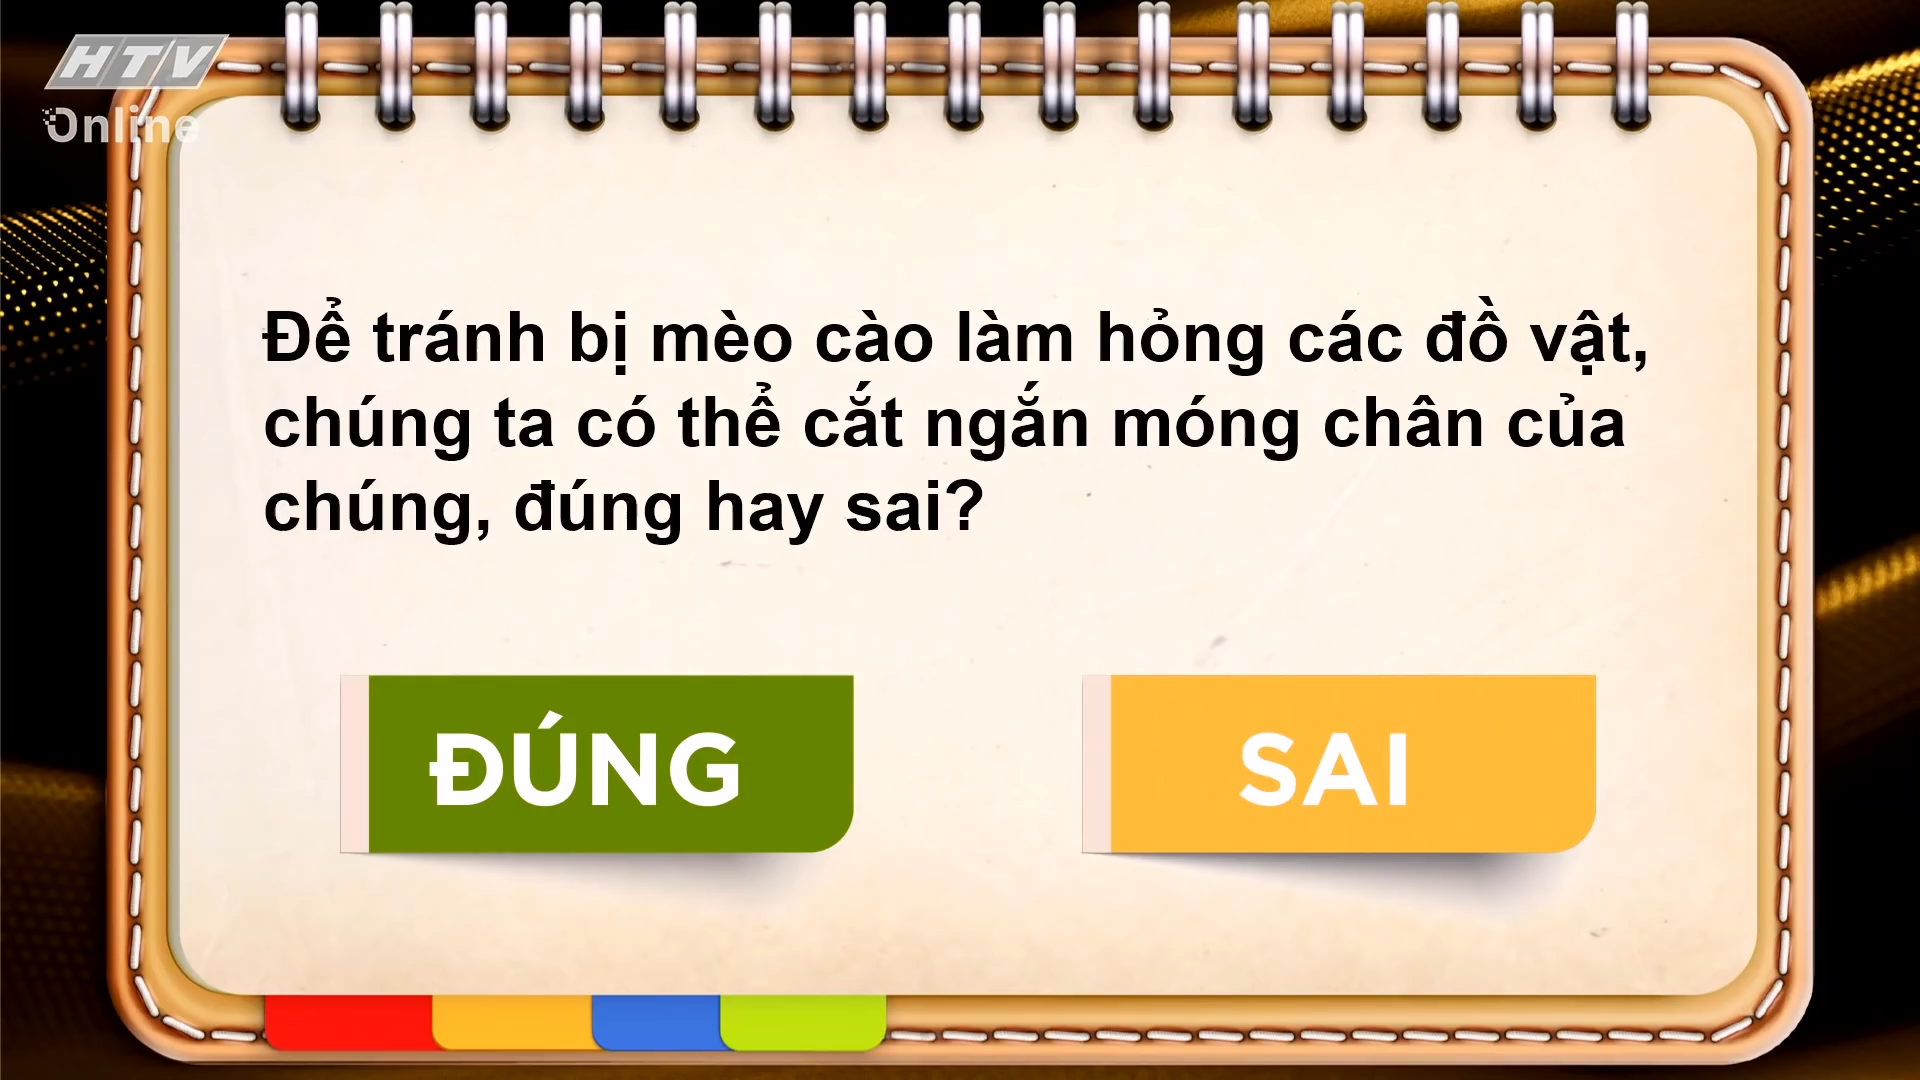 HTV
Online
Để tránh bị mèo cào làm hỏng các đồ vật,
chúng ta có thể cắt ngắn móng chân của
chúng, đúng hay sai?
ĐÚNG
SAI